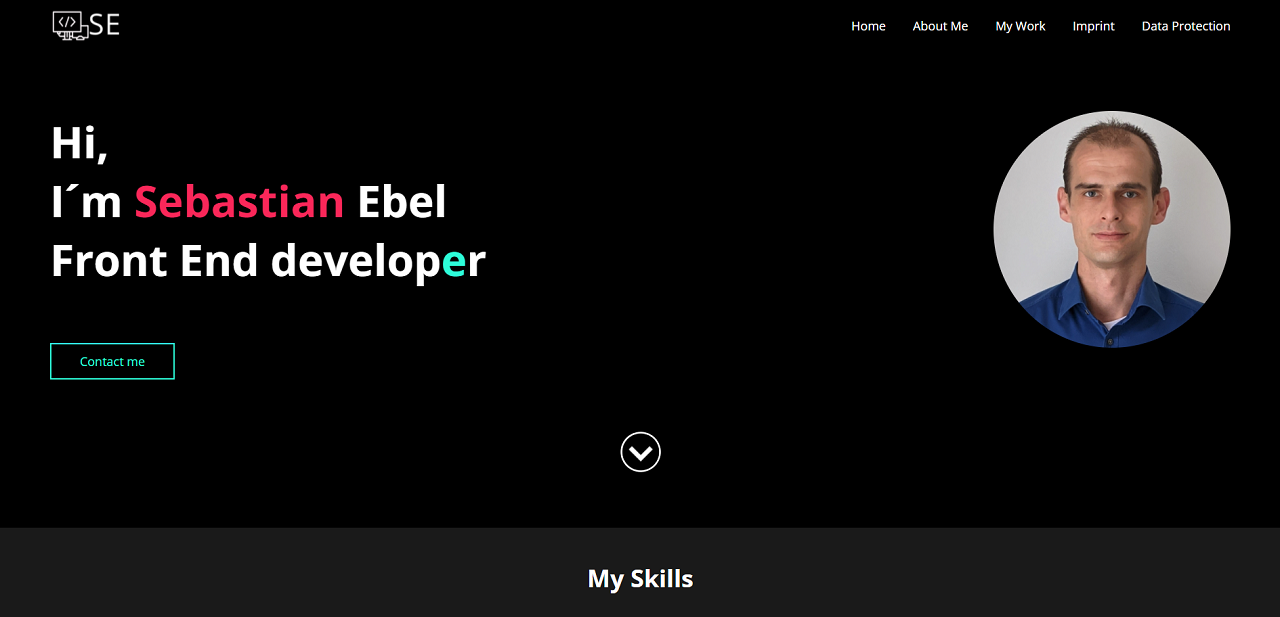 </> SE
Home About Me My Work Imprint Data Protection
Hi,
I´m Sebastian Ebel
Front End developer
Contact me
My Skills